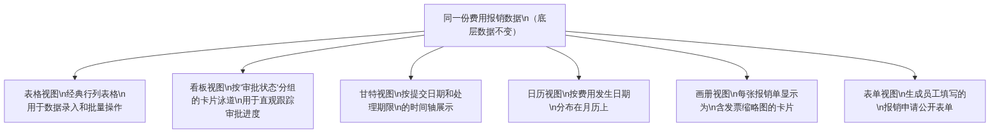 同一份费用报销数据\n（底
层数据不变）
表格视图\n经典行列表格\n
用于数据录入和批量操作
看板视图\n按'审批状态'分组
的卡片泳道\n用于直观跟踪
审批进度
甘特视图\n按提交日期和处
理期限\n的时间轴展示
日历视图\n按费用发生日期
\n分布在月历上
画册视图\n每张报销单显示
为\n含发票缩略图的卡片
表单视图\n生成员工填写的
\n报销申请公开表单